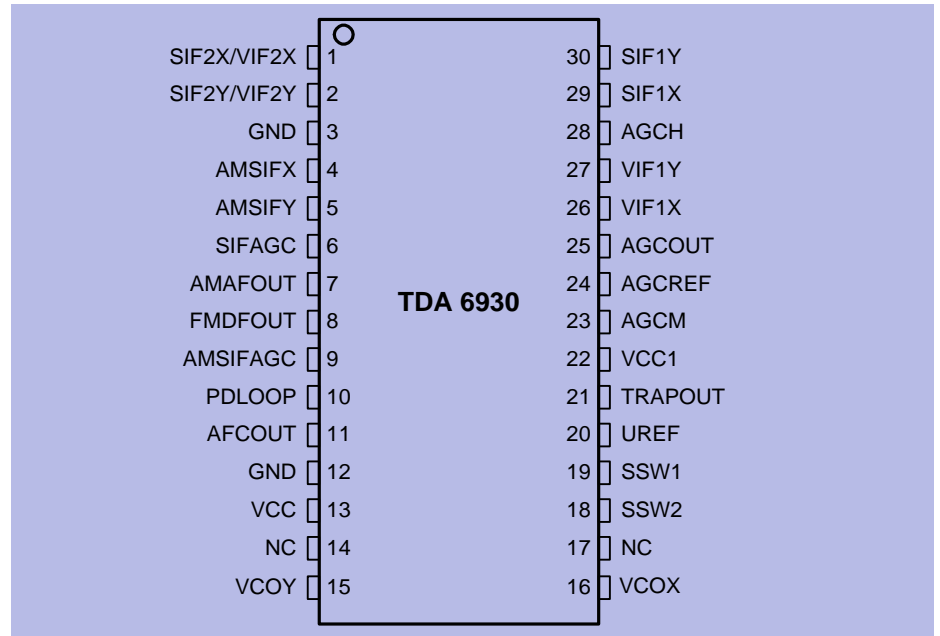 SIF2X/VIF2X 1 30 SIF1Y
SIF2Y/VIF2Y 2 29 SIF1X
GND 3 28 AGCH
AMSIFX 4 27 VIF1Y
AMSIFY 5 26 VIF1X
SIFAGC 6 25 AGCOUT
AMAFOUT 7 24 AGCREF
TDA 6930
FMDFOUT 8 23 AGCM
AMSIFAGC 9 22 VCC1
PDLOOP 10 21 TRAPOUT
AFCOUT 11 20 UREF
GND 12 19 SSW1
VCC 13 18 SSW2
NC 14 17 NC
VCOY 15 16 VCOX